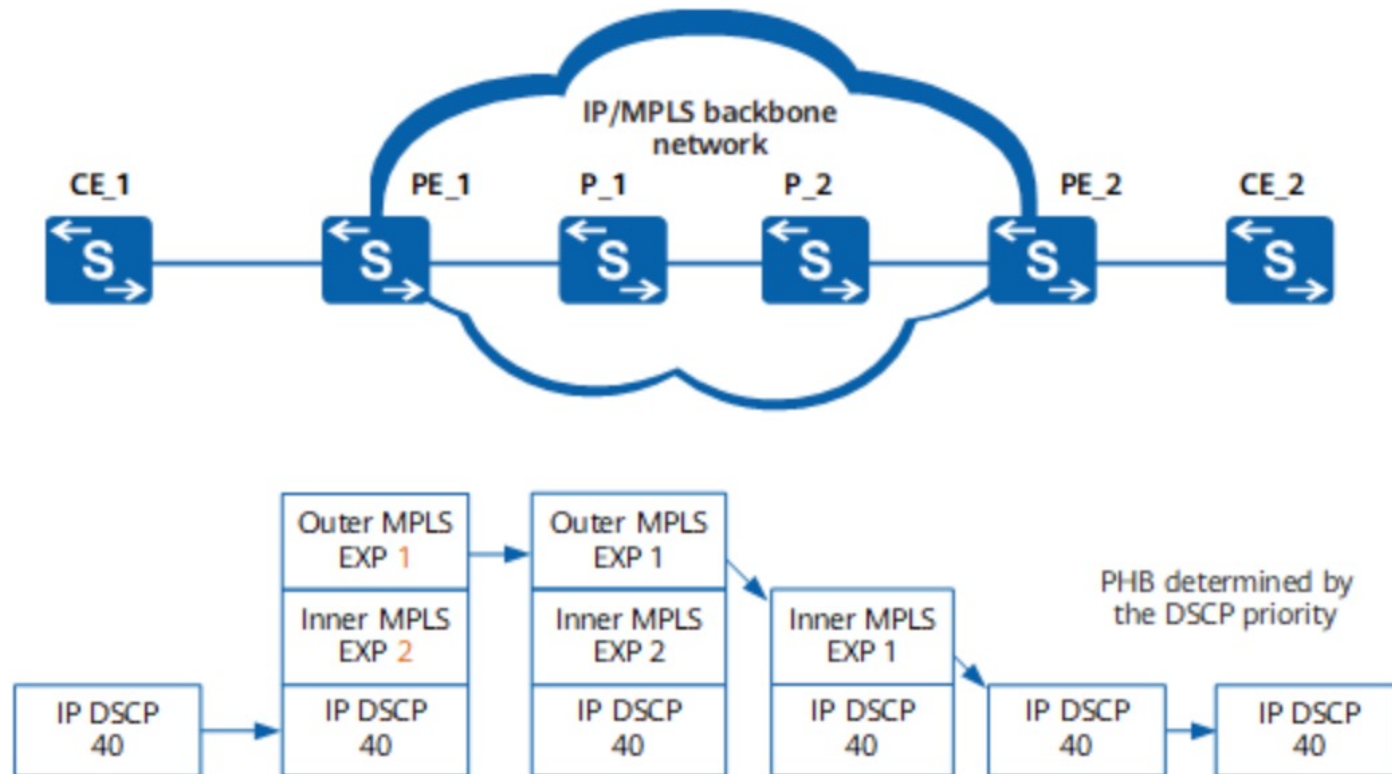 IP/MPLS backbone
network
CE_1
PE_1
P_1
P_2
PE_2
CE_2
S
S
S
S
S
S
Outer MPLS
EXP 1
Outer MPLS
EXP 1
PHB determined by
the DSCP priority
Inner MPLS
EXP 2
Inner MPLS
EXP 2
Inner MPLS
EXP 1
IP DSCP
40
IP DSCP
40
IP DSCP
40
IP DSCP
40
IP DSCP
40
IP DSCP
40